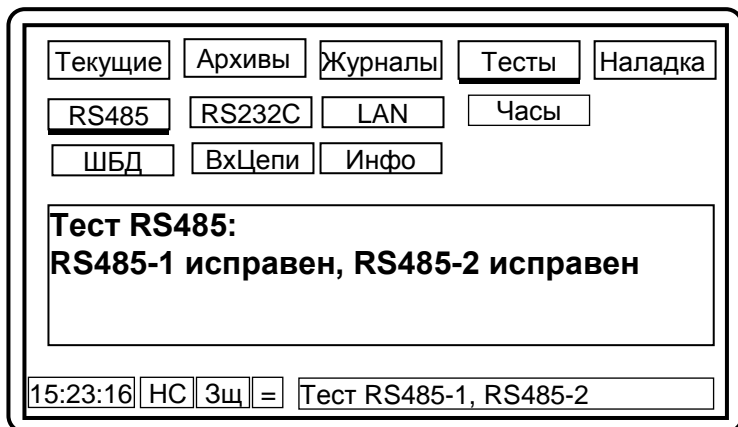 Текущие Архивы Журналы Тесты Наладка
RS485 RS232C LAN Часы
ШБД ВхЦепи Инфо
Тест RS485:
RS485-1 исправен, RS485-2 исправен
15:23:16 НС Зщ = Тест RS485-1, RS485-2